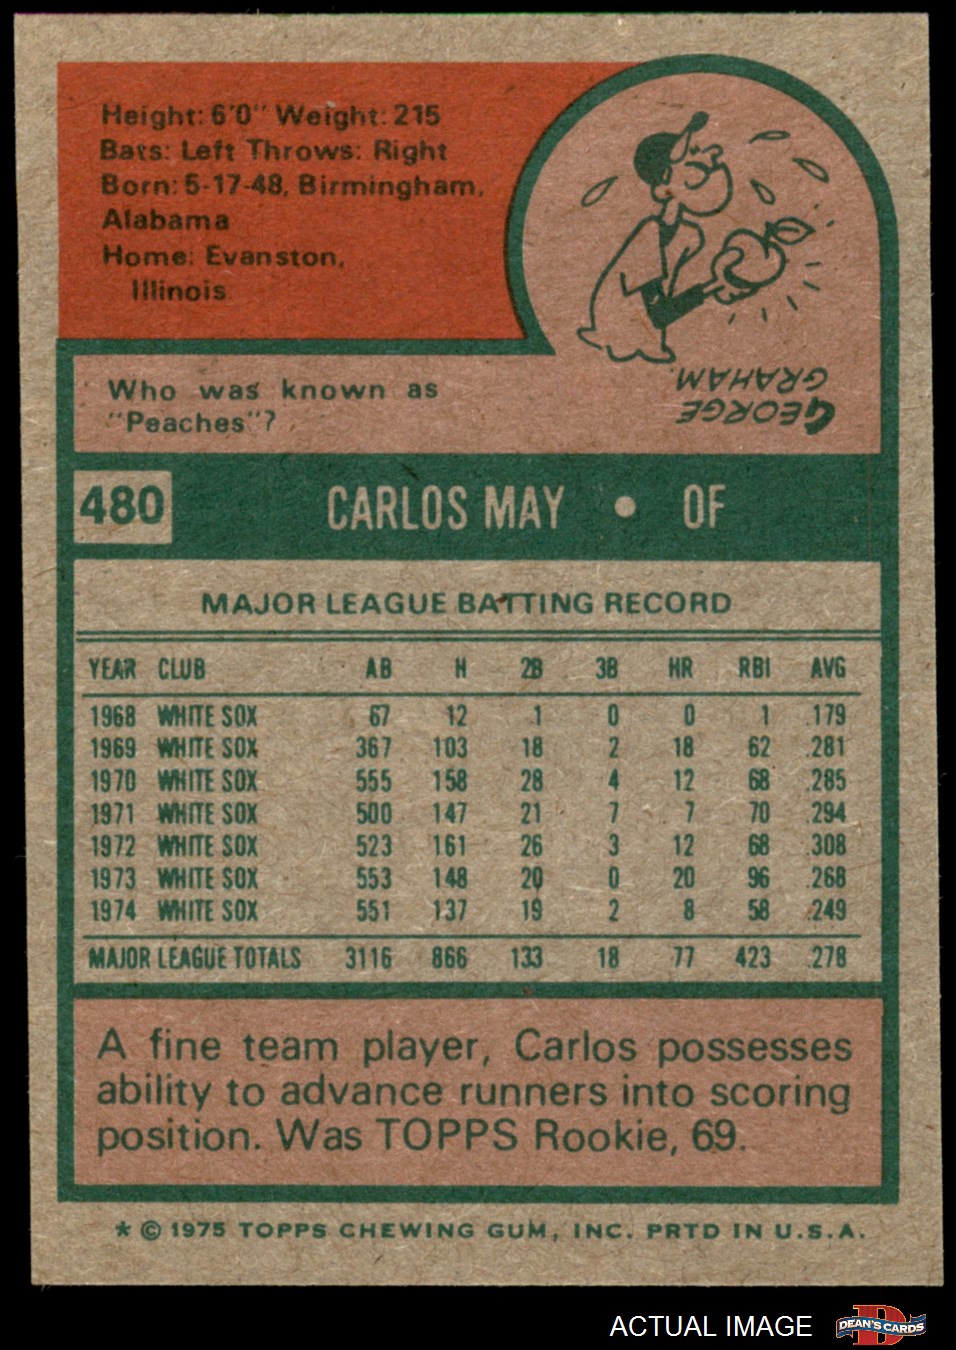 Height: 6'0" Weight: 215
Bats: Left Throws: Right
Born: 5-17-48, Birmingham,
Alabama
Home: Evanston,
Illinois
Who was known as
"Peaches"?
GEORGE
GRAHAM.
480 CARLOS MAY • OF
MAJOR LEAGUE BATTING RECORD
YEAR CLUB AB H 2B 3B HR RBI AVG
1968 WHITE SOX 67 12 1 0 0 1 .179
1969 WHITE SOX 367 103 18 2 18 62 .281
1970 WHITE SOX 555 158 28 4 12 68 .285
1971 WHITE SOX 500 147 21 7 7 70 .294
1972 WHITE SOX 523 161 26 3 12 68 .308
1973 WHITE SOX 553 148 20 0 20 96 .268
1974 WHITE SOX 551 137 19 2 8 58 .249
MAJOR LEAGUE TOTALS 3116 866 133 18 77 423 .278
A fine team player, Carlos possesses
ability to advance runners into scoring
position. Was TOPPS Rookie, 69.
* © 1975 TOPPS CHEWING GUM, INC. PRTD IN U.S.A.
ACTUAL IMAGE
D
DEAN'S CARDS